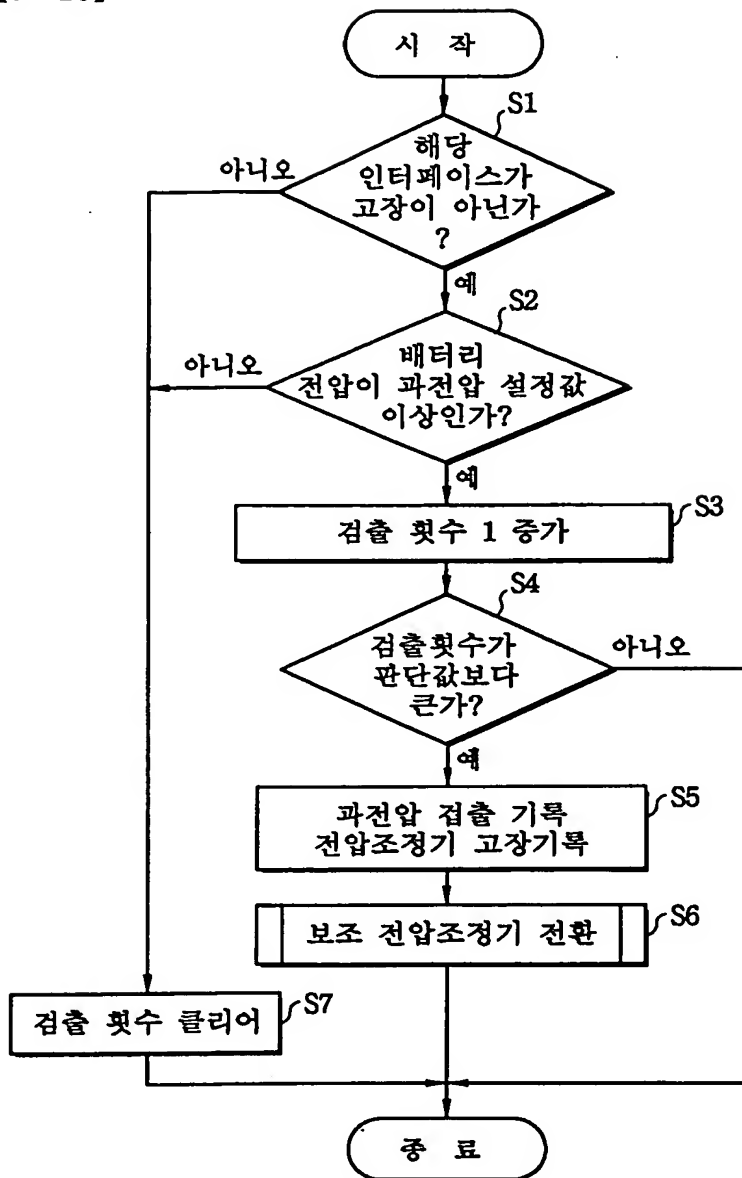 시 작
S1
해당
인터페이스가
고장이 아닌가
?
아니오
예
S2
배터리
전압이 과전압 설정값
이상인가?
아니오
예
검출 횟수 1 증가
S3
S4
검출횟수가
판단값보다
큰가?
아니오
예
과전압 접출 기록
전압조정기 고장기록
S5
보조 전압조정기 전환
S6
검출 횟수 클리어
S7
종 료